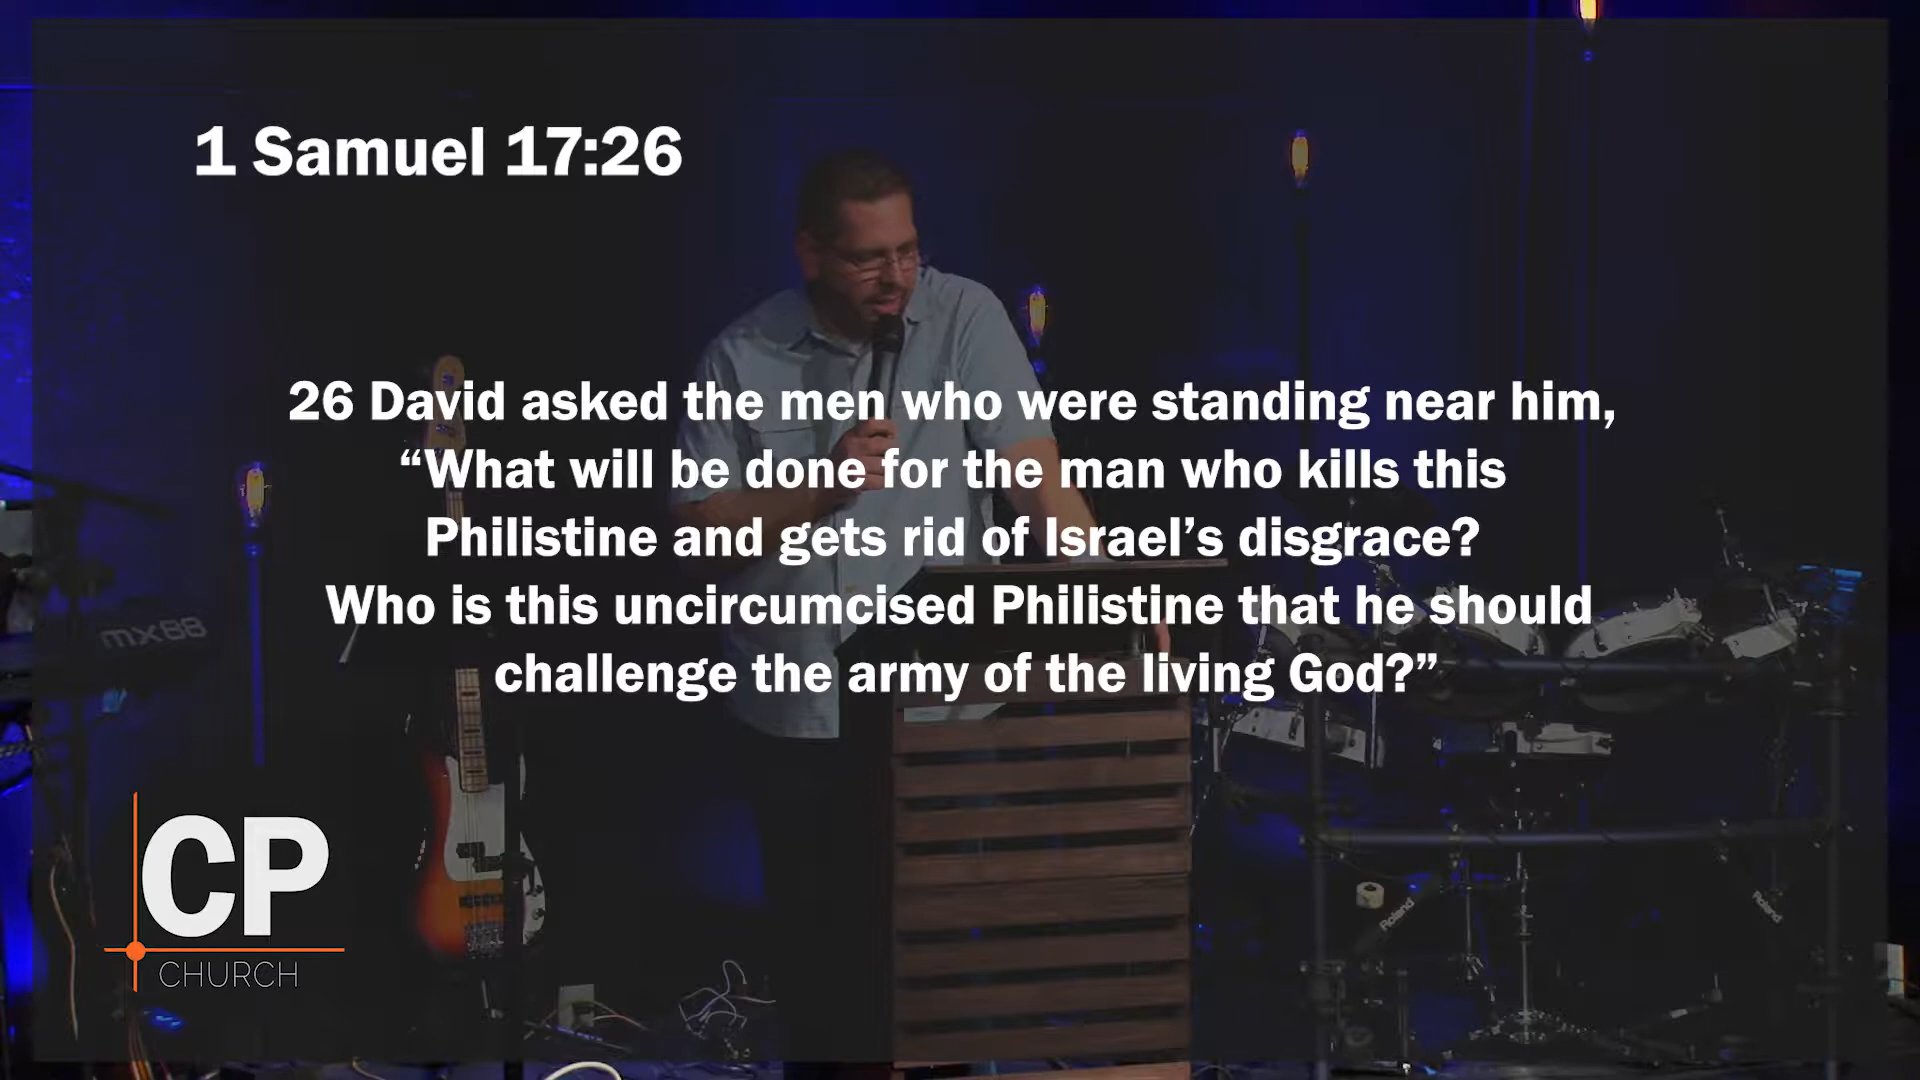 1 Samuel 17:26
26 David asked the men who were standing near him,
“What will be done for the man who kills this
Philistine and gets rid of Israel’s disgrace?
Who is this uncircumcised Philistine that he should
challenge the army of the living God?”
mx88
CP
CHURCH
Roland
Roland